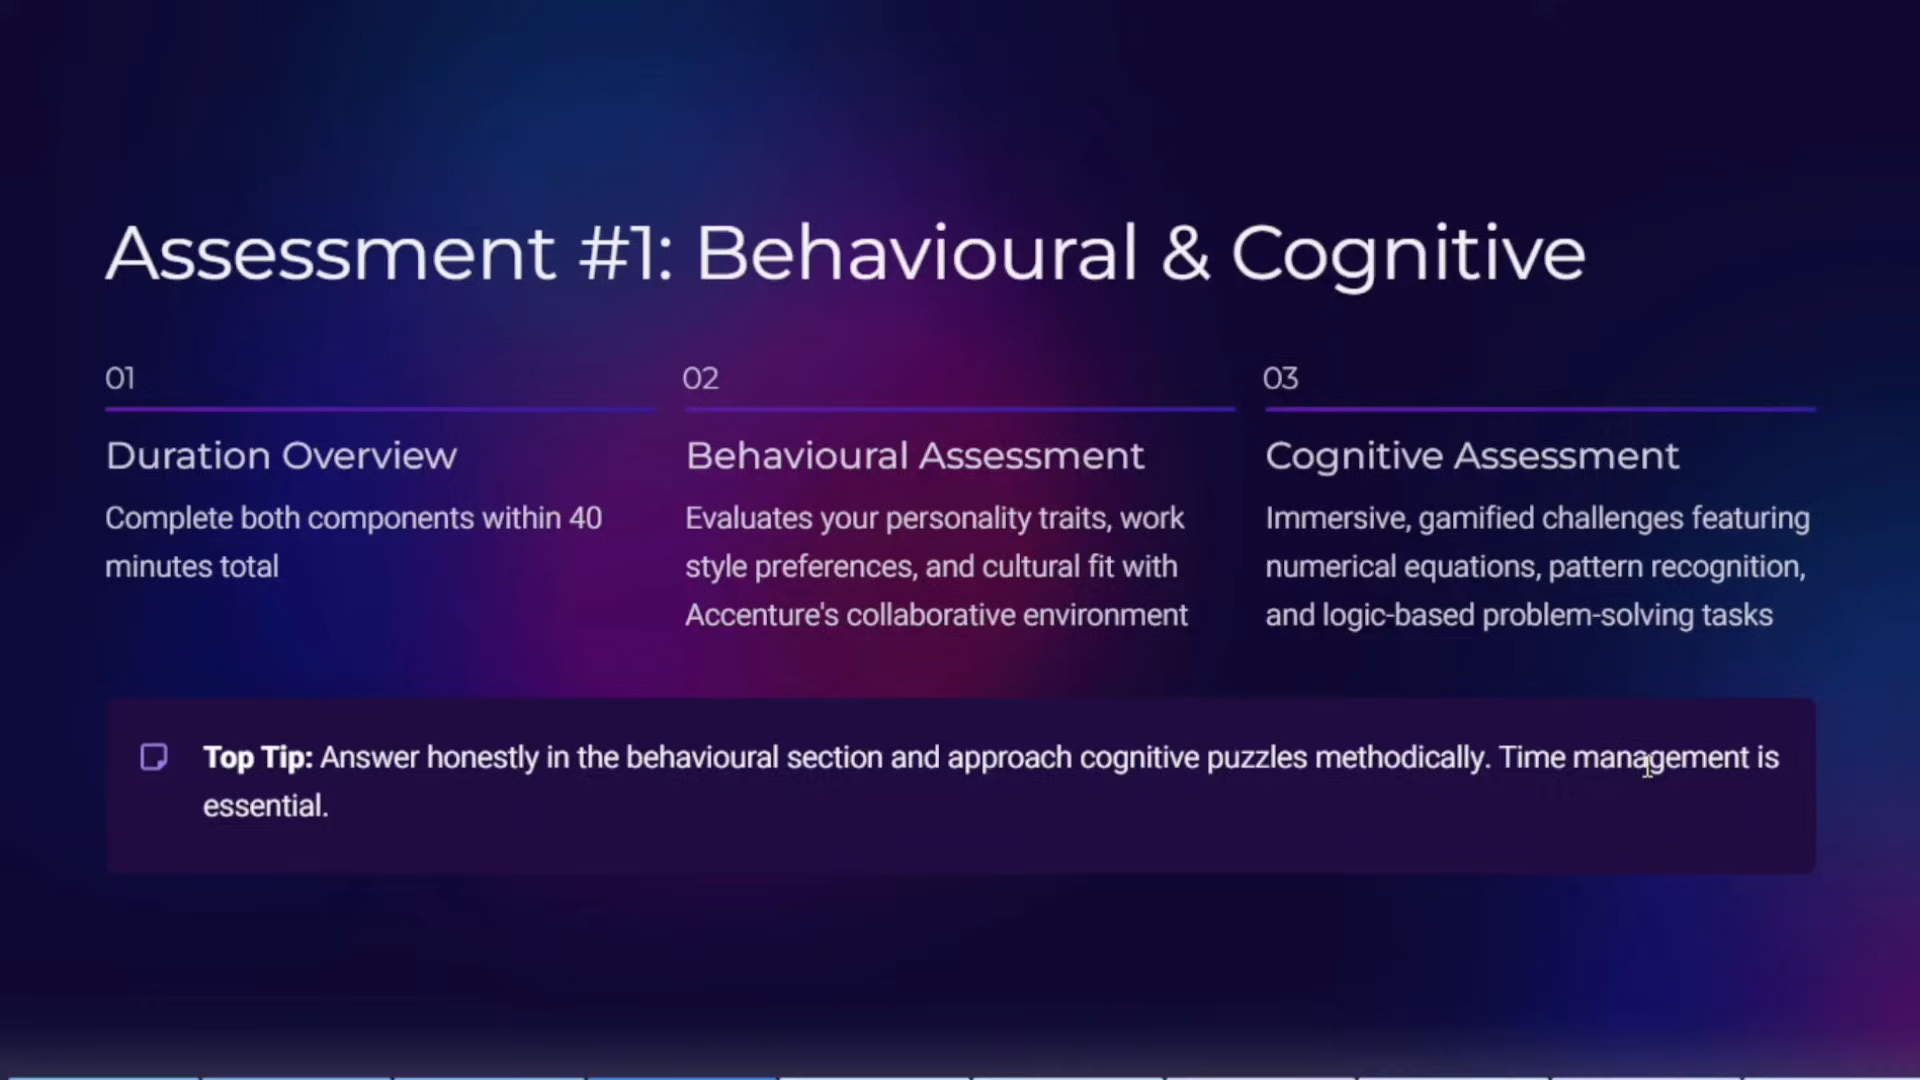 Assessment #1: Behavioural & Cognitive
01
Duration Overview
Complete both components within 40
minutes total
02
Behavioural Assessment
Evaluates your personality traits, work
style preferences, and cultural fit with
Accenture's collaborative environment
03
Cognitive Assessment
Immersive, gamified challenges featuring
numerical equations, pattern recognition,
and logic-based problem-solving tasks
Top Tip: Answer honestly in the behavioural section and approach cognitive puzzles methodically. Time management is
essential.